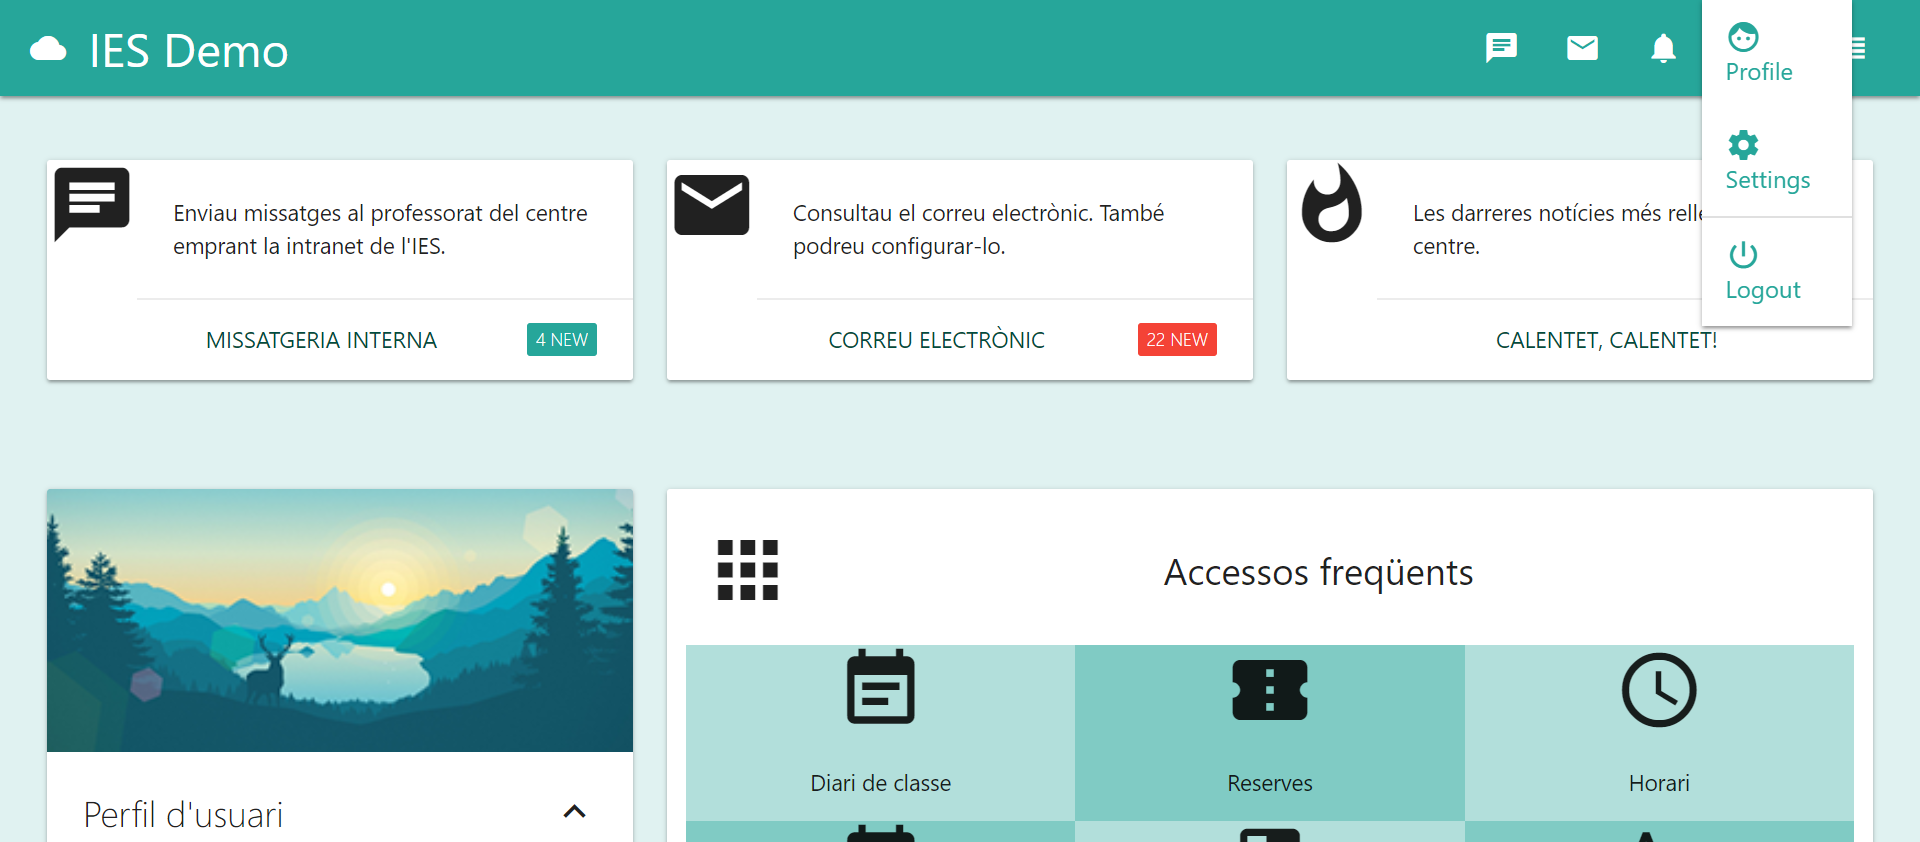 IES Demo
Profile
Settings
Logout
Enviau missatges al professorat del centre
emprant la intranet de l'IES.
MISSATGERIA INTERNA
4 NEW
Consultau el correu electrònic. També
podreu configurar-lo.
CORREU ELECTRÒNIC
22 NEW
Les darreres notícies més
centre.
CALENTET, CALENTET!
Perfil d'usuari
Accessos freqüents
Diari de classe
Reserves
Horari